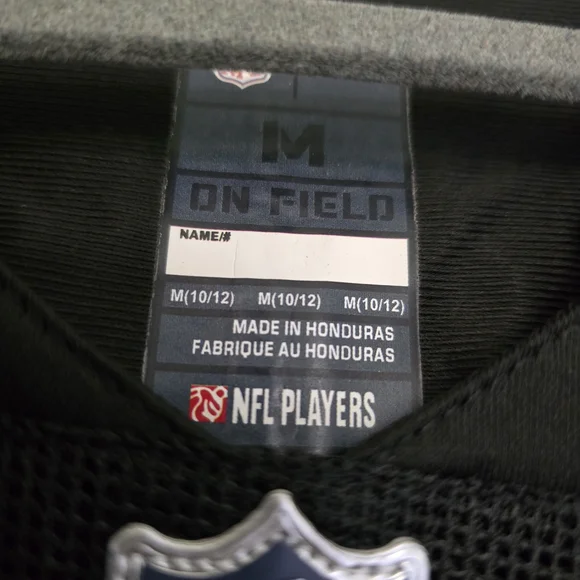 M
ON FIELD
NAME/#
M(10/12) M(10/12) M(10/12)
MADE IN HONDURAS
FABRIQUE AU HONDURAS
NFL PLAYERS